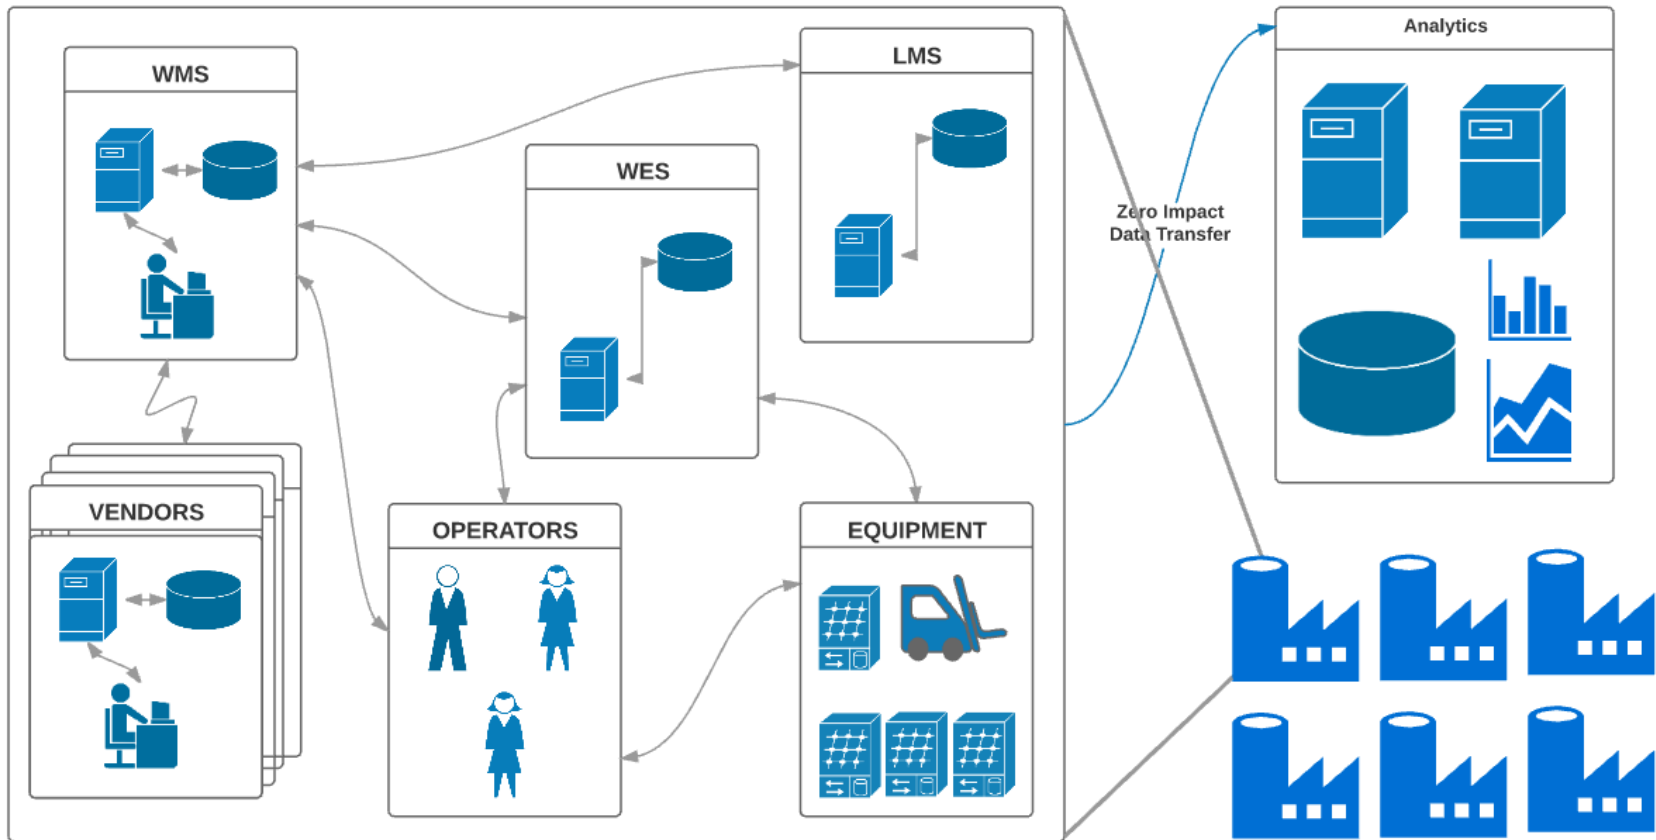 WMS
LMS
Analytics
WES
Zero Impact
Data Transfer
VENDORS
OPERATORS
EQUIPMENT